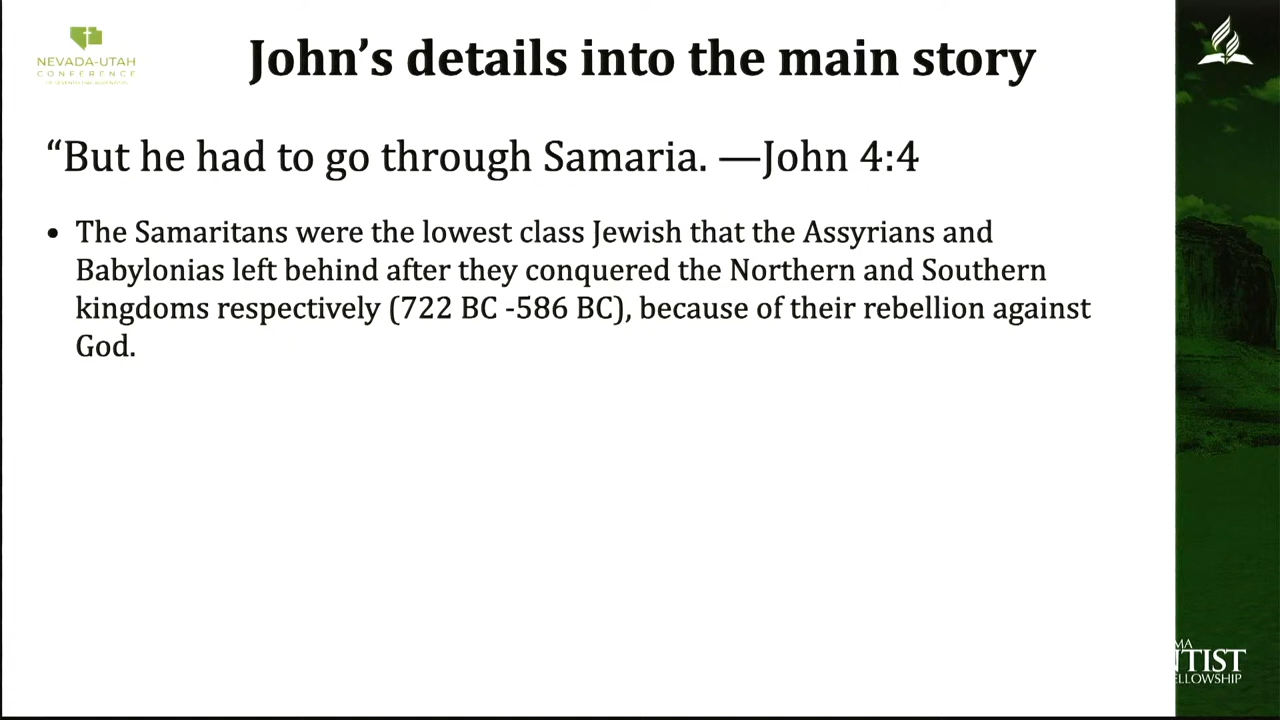 NEVADA-UTAH
CONFERENCE
John’s details into the main story
“But he had to go through Samaria. —John 4:4
• The Samaritans were the lowest class Jewish that the Assyrians and
Babylonias left behind after they conquered the Northern and Southern
kingdoms respectively (722 BC -586 BC), because of their rebellion against
God.
MA
NTIST
ELLOWSHIP